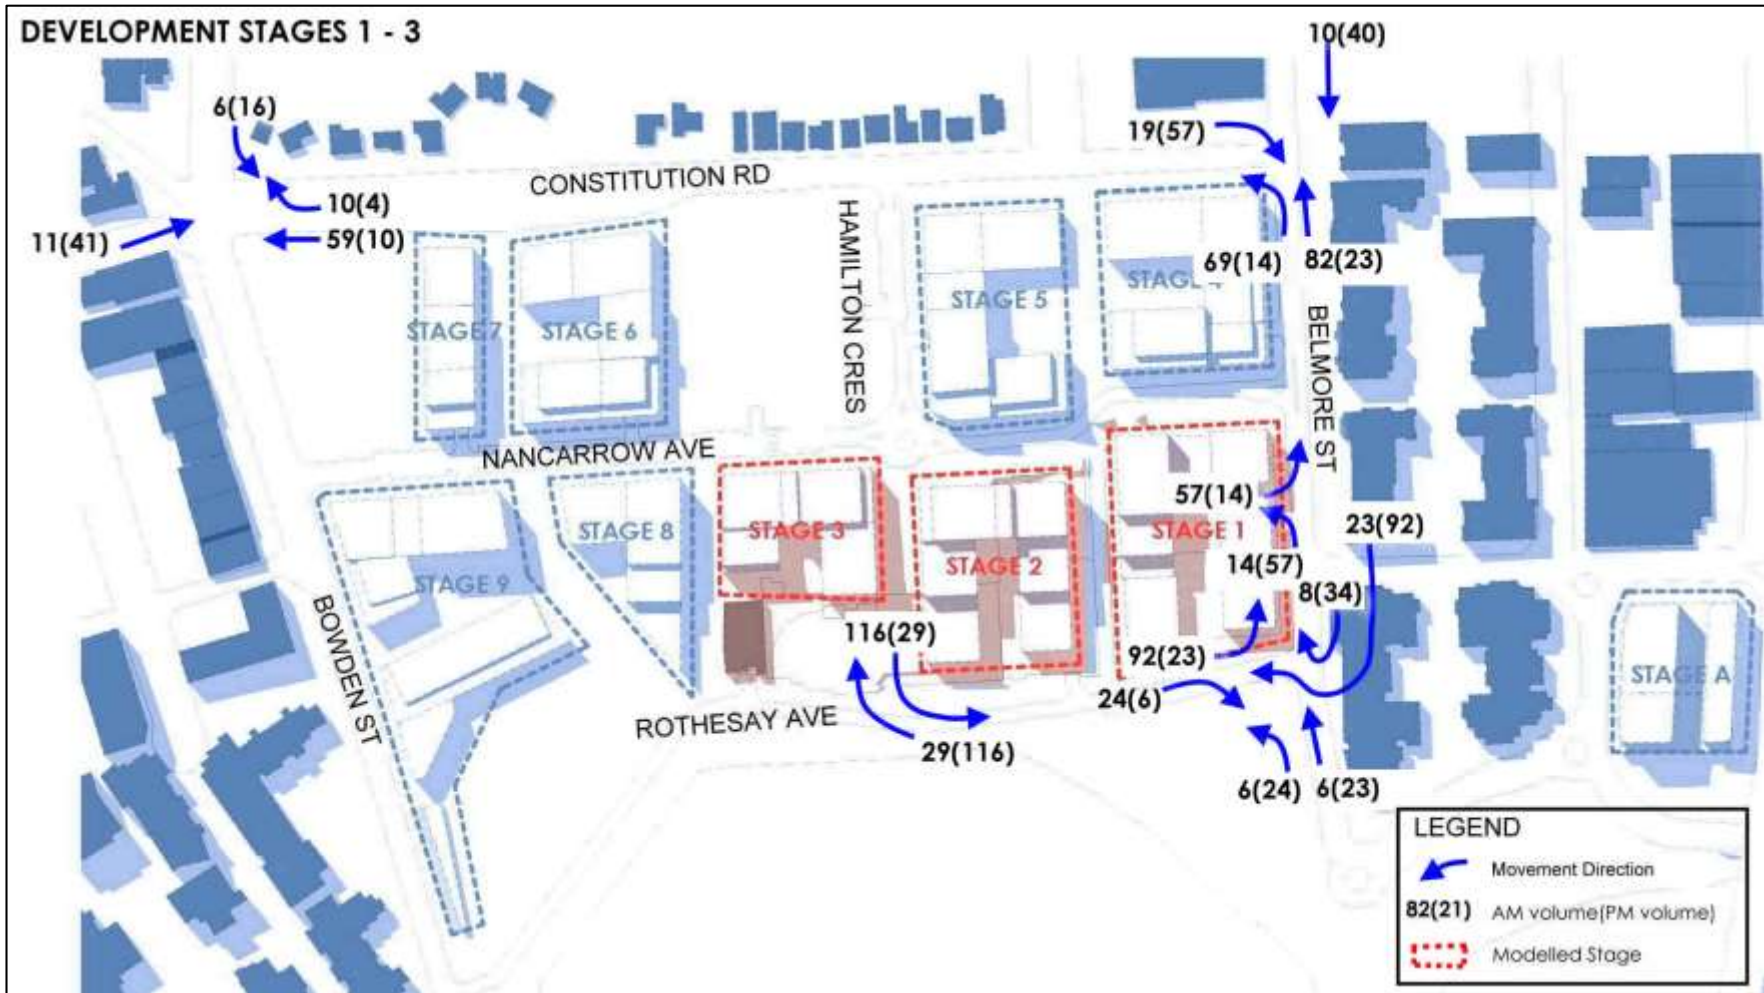 DEVELOPMENT STAGES 1 - 3
10(40)
6(16)
19(57)
CONSTITUTION RD
10(4)
11(41)
59(10)
HAMILTON CRES
69(14)
82(23)
STAGE 5
STAGE 4
STAGE 7
STAGE 6
BELMORE ST
NANCARROW AVE
57(14)
STAGE 3
STAGE 8
STAGE 1
23(92)
STAGE 2
14(57)
STAGE 9
8(34)
BOWDEN ST
116(29)
92(23)
STAGE A
24(6)
ROTHESAY AVE
29(116)
6(24)
6(23)
LEGEND
Movement Direction
82(21) AM volume(PM volume)
Modelled Stage